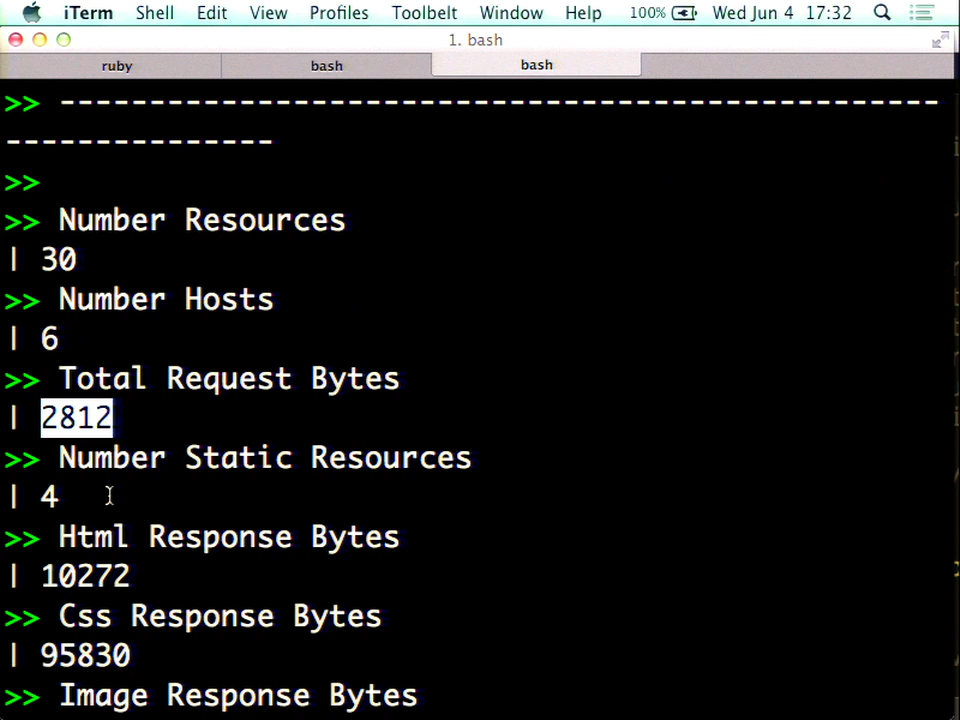 iTerm Shell Edit View Profiles Toolbelt Window Help 100% Wed Jun 4 17:32
1. bash
ruby bash bash
>> -------------------------------------------------
---------------
>>
>> Number Resources
| 30
>> Number Hosts
| 6
>> Total Request Bytes
| 2812
>> Number Static Resources
| 4
>> Html Response Bytes
| 10272
>> Css Response Bytes
| 95830
>> Image Response Bytes